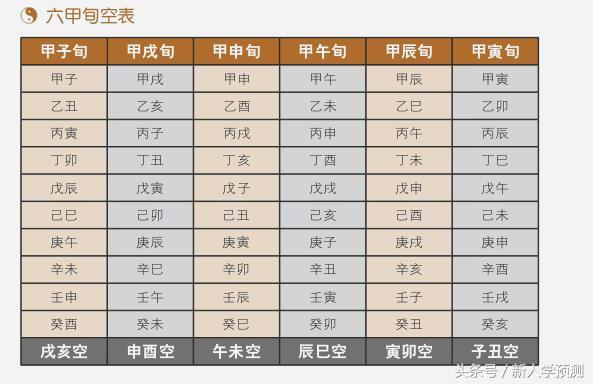 六甲旬空表
甲子旬 甲戌旬 甲申旬 甲午旬 甲辰旬 甲寅旬
甲子 甲戌 甲申 甲午 甲辰 甲寅
乙丑 乙亥 乙酉 乙未 乙巳 乙卯
丙寅 丙子 丙戌 丙申 丙午 丙辰
丁卯 丁丑 丁亥 丁酉 丁未 丁巳
戊辰 戊寅 戊子 戊戌 戊申 戊午
己巳 己卯 己丑 己亥 己酉 己未
庚午 庚辰 庚寅 庚子 庚戌 庚申
辛未 辛巳 辛卯 辛丑 辛亥 辛酉
壬申 壬午 壬辰 壬寅 壬子 壬戌
癸酉 癸未 癸巳 癸卯 癸丑 癸亥
戌亥空 申酉空 午未空 辰巳空 寅卯空 子丑空
头条号/新人学预测